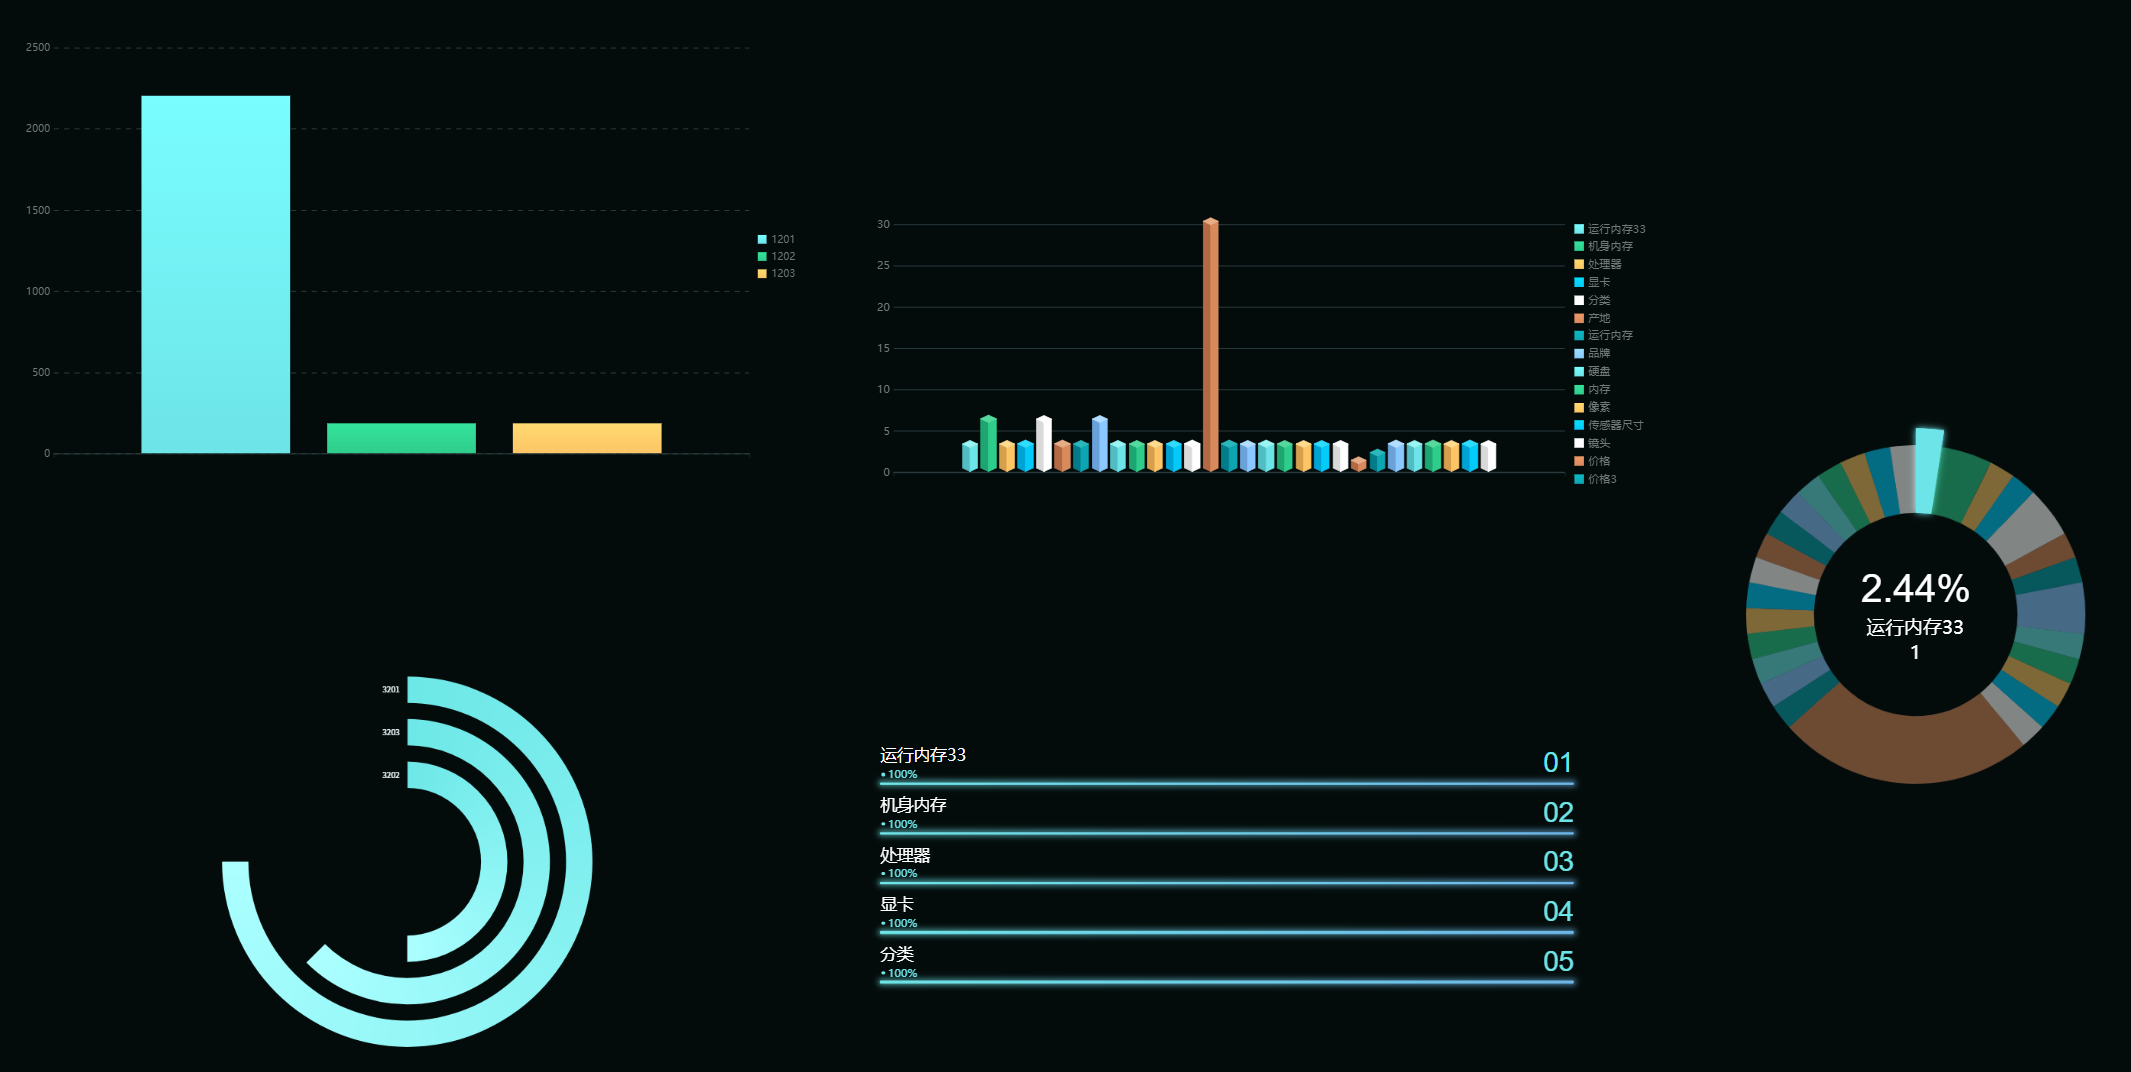 2500
2000
1500
1000
500
0
1201
1202
1203
30
25
20
15
10
5
0
运行内存33
机身内存
处理器
显卡
分类
产地
运行内存
品牌
硬盘
内存
像素
传感器尺寸
镜头
价格
价格3
2.44%
运行内存33
1
3201
3203
3202
运行内存33
01
• 100%
机身内存
02
• 100%
处理器
03
• 100%
显卡
04
• 100%
分类
05
• 100%